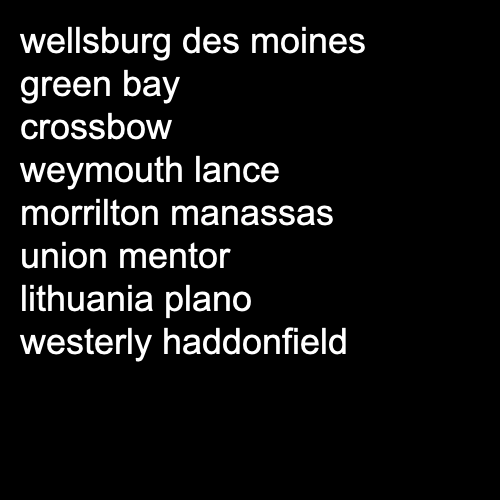 wellsburg des moines
green bay
crossbow
weymouth lance
morrilton manassas
union mentor
lithuania plano
westerly haddonfield